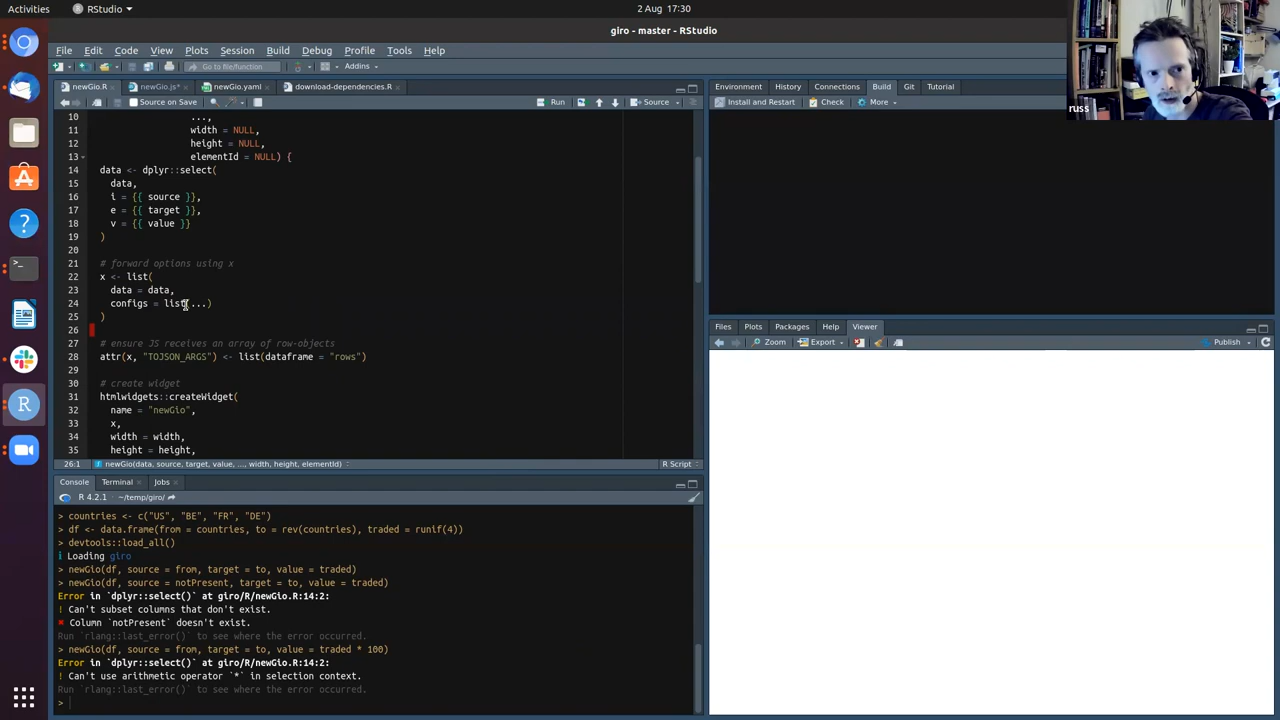 Activities
RStudio
2 Aug 17:30
giro - master - RStudio
File Edit Code View Plots Session Build Debug Profile Tools Help
Go to file/function
Addins
newGio.R
newGio.js*
newGio.yaml
download-dependencies.R
Source on Save
Run
Source
10 ...,
11 width = NULL,
12 height = NULL,
13 elementId = NULL) {
14 data <- dplyr::select(
15 data,
16 i = {{ source }},
17 e = {{ target }},
18 v = {{ value }}
19 )
20
21 # forward options using x
22 x <- list(
23 data = data,
24 configs = list(...)
25 )
26
27 # ensure JS receives an array of row-objects
28 attr(x, "TOJSON_ARGS") <- list(dataframe = "rows")
29
30 # create widget
31 htmlwidgets::createWidget(
32 name = "newGio",
33 x,
34 width = width,
35 height = height,
26:1 newGio(data, source, target, value, ..., width, height, elementId)
R Script
Console Terminal Jobs
R 4.2.1 · ~/temp/giro/
> countries <- c("US", "BE", "FR", "DE")
> df <- data.frame(from = countries, to = rev(countries), traded = runif(4))
> devtools::load_all()
ℹ Loading giro
> newGio(df, source = from, target = to, value = traded)
> newGio(df, source = notPresent, target = to, value = traded)
Error in `dplyr::select()` at giro/R/newGio.R:14:2:
! Can't subset columns that don't exist.
✖ Column `notPresent` doesn't exist.
Run `rlang::last_error()` to see where the error occurred.
> newGio(df, source = from, target = to, value = traded * 100)
Error in `dplyr::select()` at giro/R/newGio.R:14:2:
! Can't use arithmetic operator `*` in selection context.
Run `rlang::last_error()` to see where the error occurred.
>
Environment History Connections Build Git Tutorial
Install and Restart Check More
Files Plots Packages Help Viewer
Zoom Export Publish
russ